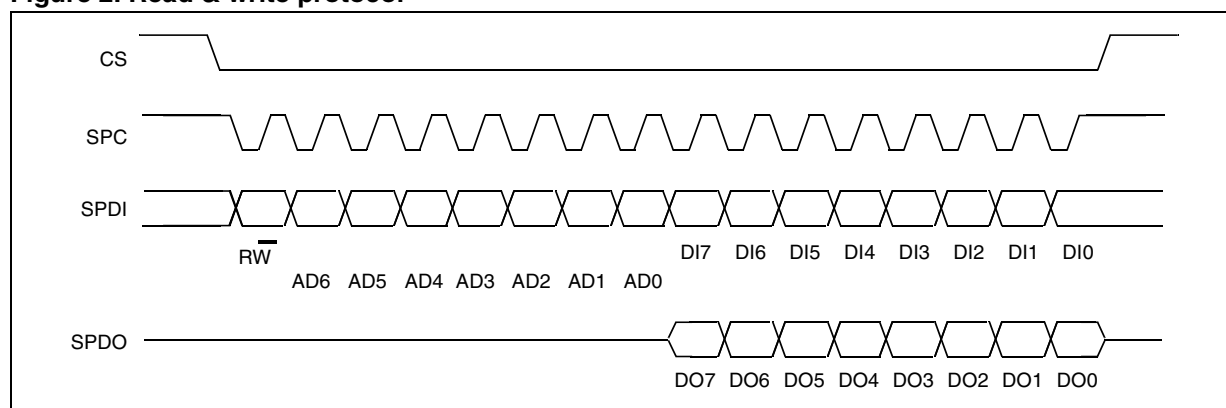 Figure 2. Read & write protocol
CS
SPC
SPDI
RW̅
DI7 DI6 DI5 DI4 DI3 DI2 DI1 DI0
AD6 AD5 AD4 AD3 AD2 AD1 AD0
SPDO
DO7 DO6 DO5 DO4 DO3 DO2 DO1 DO0